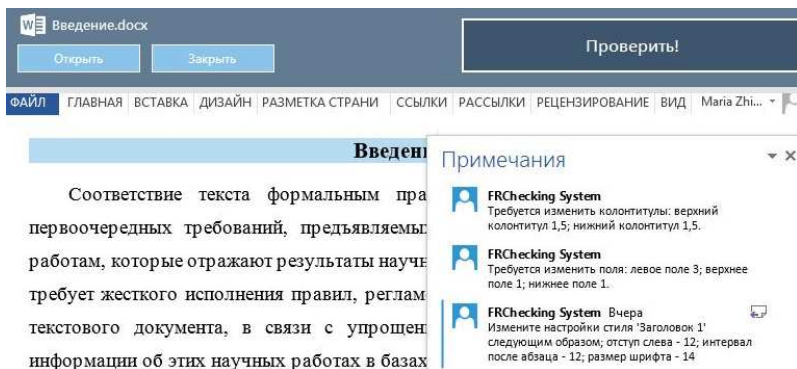 Введение.docx
Открыть
Закрыть
Проверить!
ФАЙЛ ГЛАВНАЯ ВСТАВКА ДИЗАЙН РАЗМЕТКА СТРАНИ ССЫЛКИ РАССЫЛКИ РЕЦЕНЗИРОВАНИЕ ВИД Maria Zhi...
Введени
Соответствие текста формальным пра
первоочередных требований, предъявляемы
работам, которые отражают результаты научн
требует жесткого исполнения правил, реглам
текстового документа, в связи с упрощен
информации об этих научных работах в базах
Примечания
FRChecking System
Требуется изменить колонтитулы: верхний
колонтитул 1,5; нижний колонтитул 1,5.
FRChecking System
Требуется изменить поля: левое поле 3; верхнее
поле 1; нижнее поле 1.
FRChecking System Вчера
Измените настройки стиля 'Заголовок 1'
следующим образом; отступ слева - 12; интервал
после абзаца - 12; размер шрифта - 14